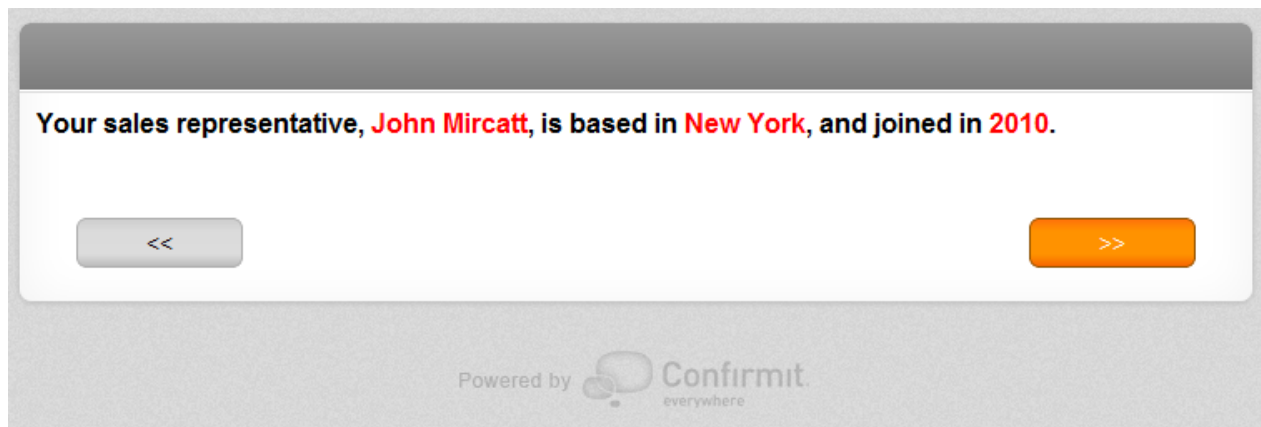 Your sales representative, John Mircatt, is based in New York, and joined in 2010.
<< >>
Powered by Confirmit.
everywhere